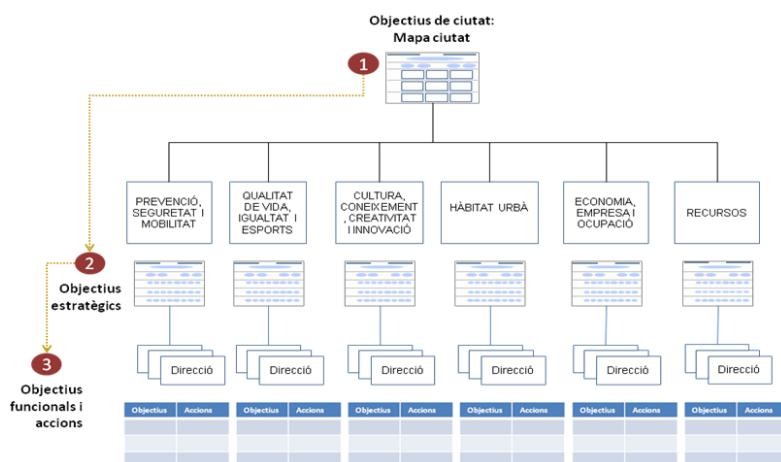 Objectius de ciutat:
Mapa ciutat
1
PREVENCIÓ,
SEGURETAT I
MOBILITAT
QUALITAT
DE VIDA,
IGUALTAT I
ESPORTS
CULTURA,
CONEIXEMENT
, CREATIVITAT
I INNOVACIÓ
HÀBITAT URBÀ
ECONOMIA,
EMPRESA I
OCUPACIÓ
RECURSOS
2
Objectius
estratègics
3
Objectius
funcionals i
accions
Direcció
Direcció
Direcció
Direcció
Direcció
Direcció
Objectius Accions
Objectius Accions
Objectius Accions
Objectius Accions
Objectius Accions
Objectius Accions